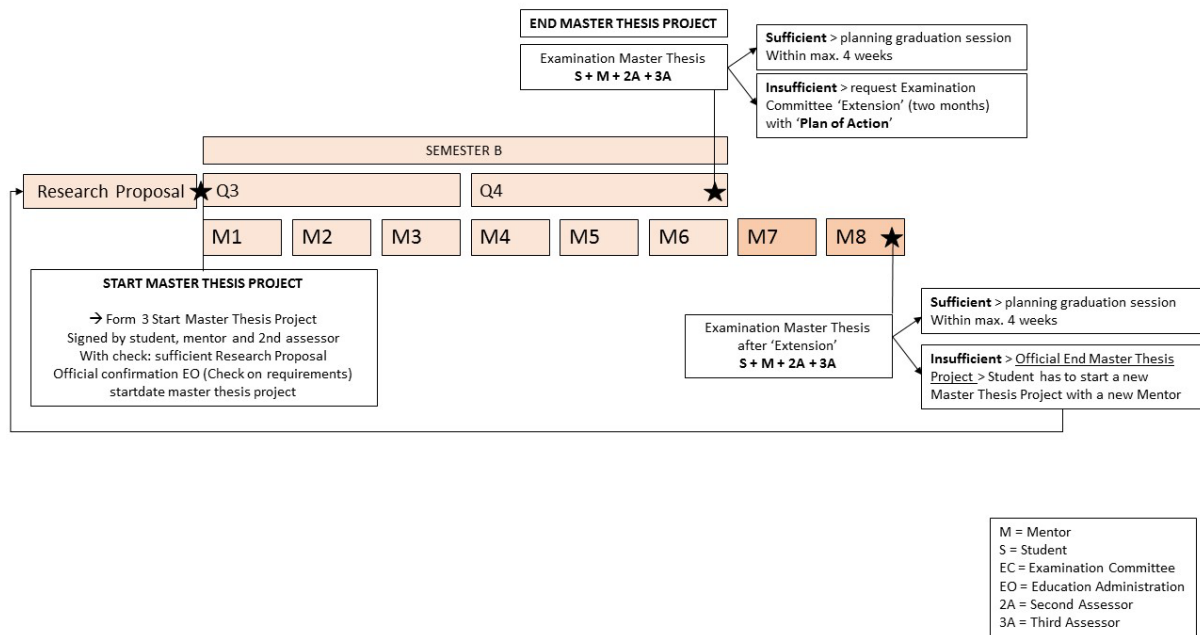 END MASTER THESIS PROJECT
Examination Master Thesis
S + M + 2A + 3A
Sufficient > planning graduation session
Within max. 4 weeks
Insufficient > request Examination
Committee ‘Extension’ (two months)
with ‘Plan of Action’
SEMESTER B
Research Proposal
Q3
Q4
M1
M2
M3
M4
M5
M6
M7
M8
START MASTER THESIS PROJECT
→ Form 3 Start Master Thesis Project
Signed by student, mentor and 2nd assessor
With check: sufficient Research Proposal
Official confirmation EO (Check on requirements)
startdate master thesis project
Examination Master Thesis
after ‘Extension’
S + M + 2A + 3A
Sufficient > planning graduation session
Within max. 4 weeks
Insufficient > Official End Master Thesis
Project > Student has to start a new
Master Thesis Project with a new Mentor
M = Mentor
S = Student
EC = Examination Committee
EO = Education Administration
2A = Second Assessor
3A = Third Assessor